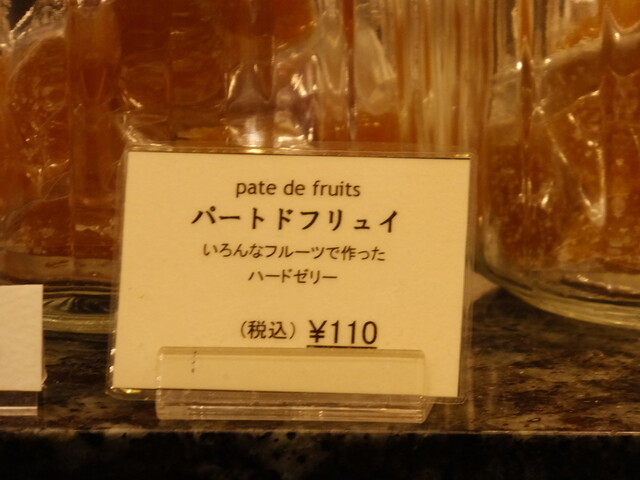 pate de fruits
パートドフリュイ
いろんなフルーツで作った
ハードゼリー
(税込) ¥110